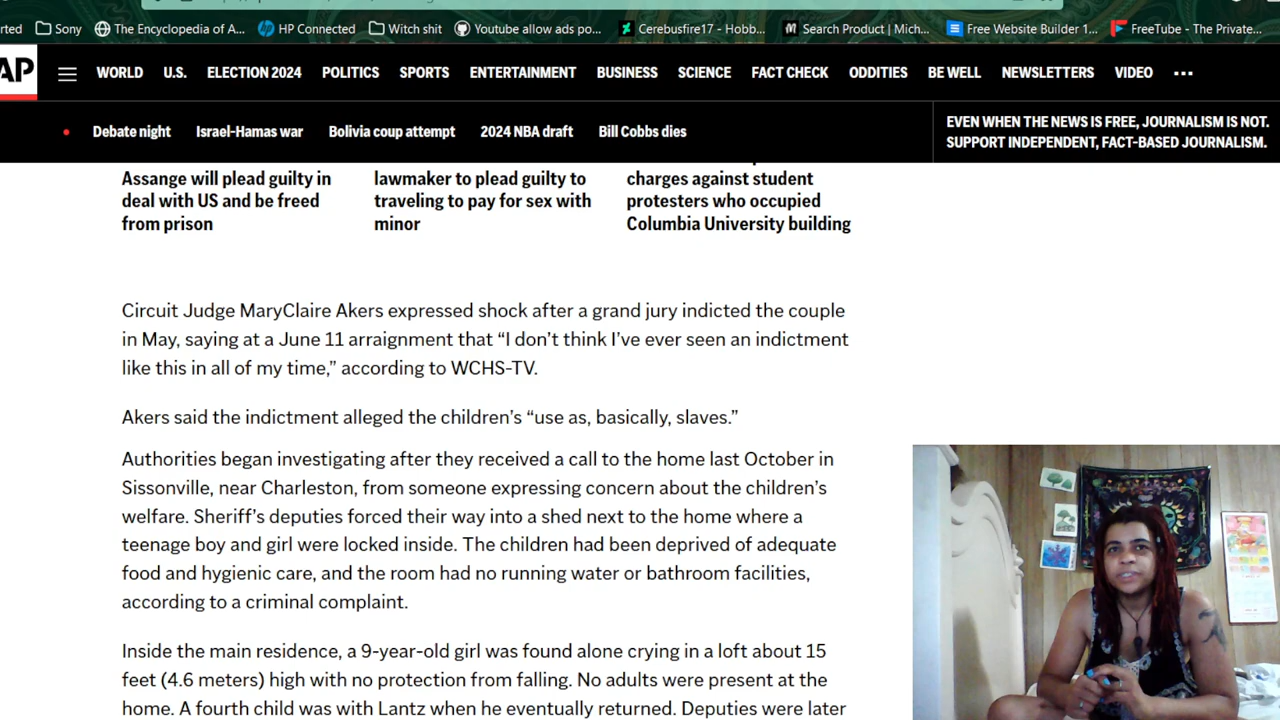 rted Sony The Encyclopedia of A... HP Connected Witch shit Youtube allow ads po... Cerebusfire17 - Hobb... Search Product | Mich... Free Website Builder 1... FreeTube - The Private...
AP WORLD U.S. ELECTION 2024 POLITICS SPORTS ENTERTAINMENT BUSINESS SCIENCE FACT CHECK ODDITIES BE WELL NEWSLETTERS VIDEO •••
Debate night Israel-Hamas war Bolivia coup attempt 2024 NBA draft Bill Cobbs dies
EVEN WHEN THE NEWS IS FREE, JOURNALISM IS NOT.
SUPPORT INDEPENDENT, FACT-BASED JOURNALISM.
Assange will plead guilty in
deal with US and be freed
from prison
lawmaker to plead guilty to
traveling to pay for sex with
minor
charges against student
protesters who occupied
Columbia University building
Circuit Judge MaryClaire Akers expressed shock after a grand jury indicted the couple
in May, saying at a June 11 arraignment that “I don’t think I’ve ever seen an indictment
like this in all of my time,” according to WCHS-TV.
Akers said the indictment alleged the children’s “use as, basically, slaves.”
Authorities began investigating after they received a call to the home last October in
Sissonville, near Charleston, from someone expressing concern about the children’s
welfare. Sheriff’s deputies forced their way into a shed next to the home where a
teenage boy and girl were locked inside. The children had been deprived of adequate
food and hygienic care, and the room had no running water or bathroom facilities,
according to a criminal complaint.
Inside the main residence, a 9-year-old girl was found alone crying in a loft about 15
feet (4.6 meters) high with no protection from falling. No adults were present at the
home. A fourth child was with Lantz when he eventually returned. Deputies were later